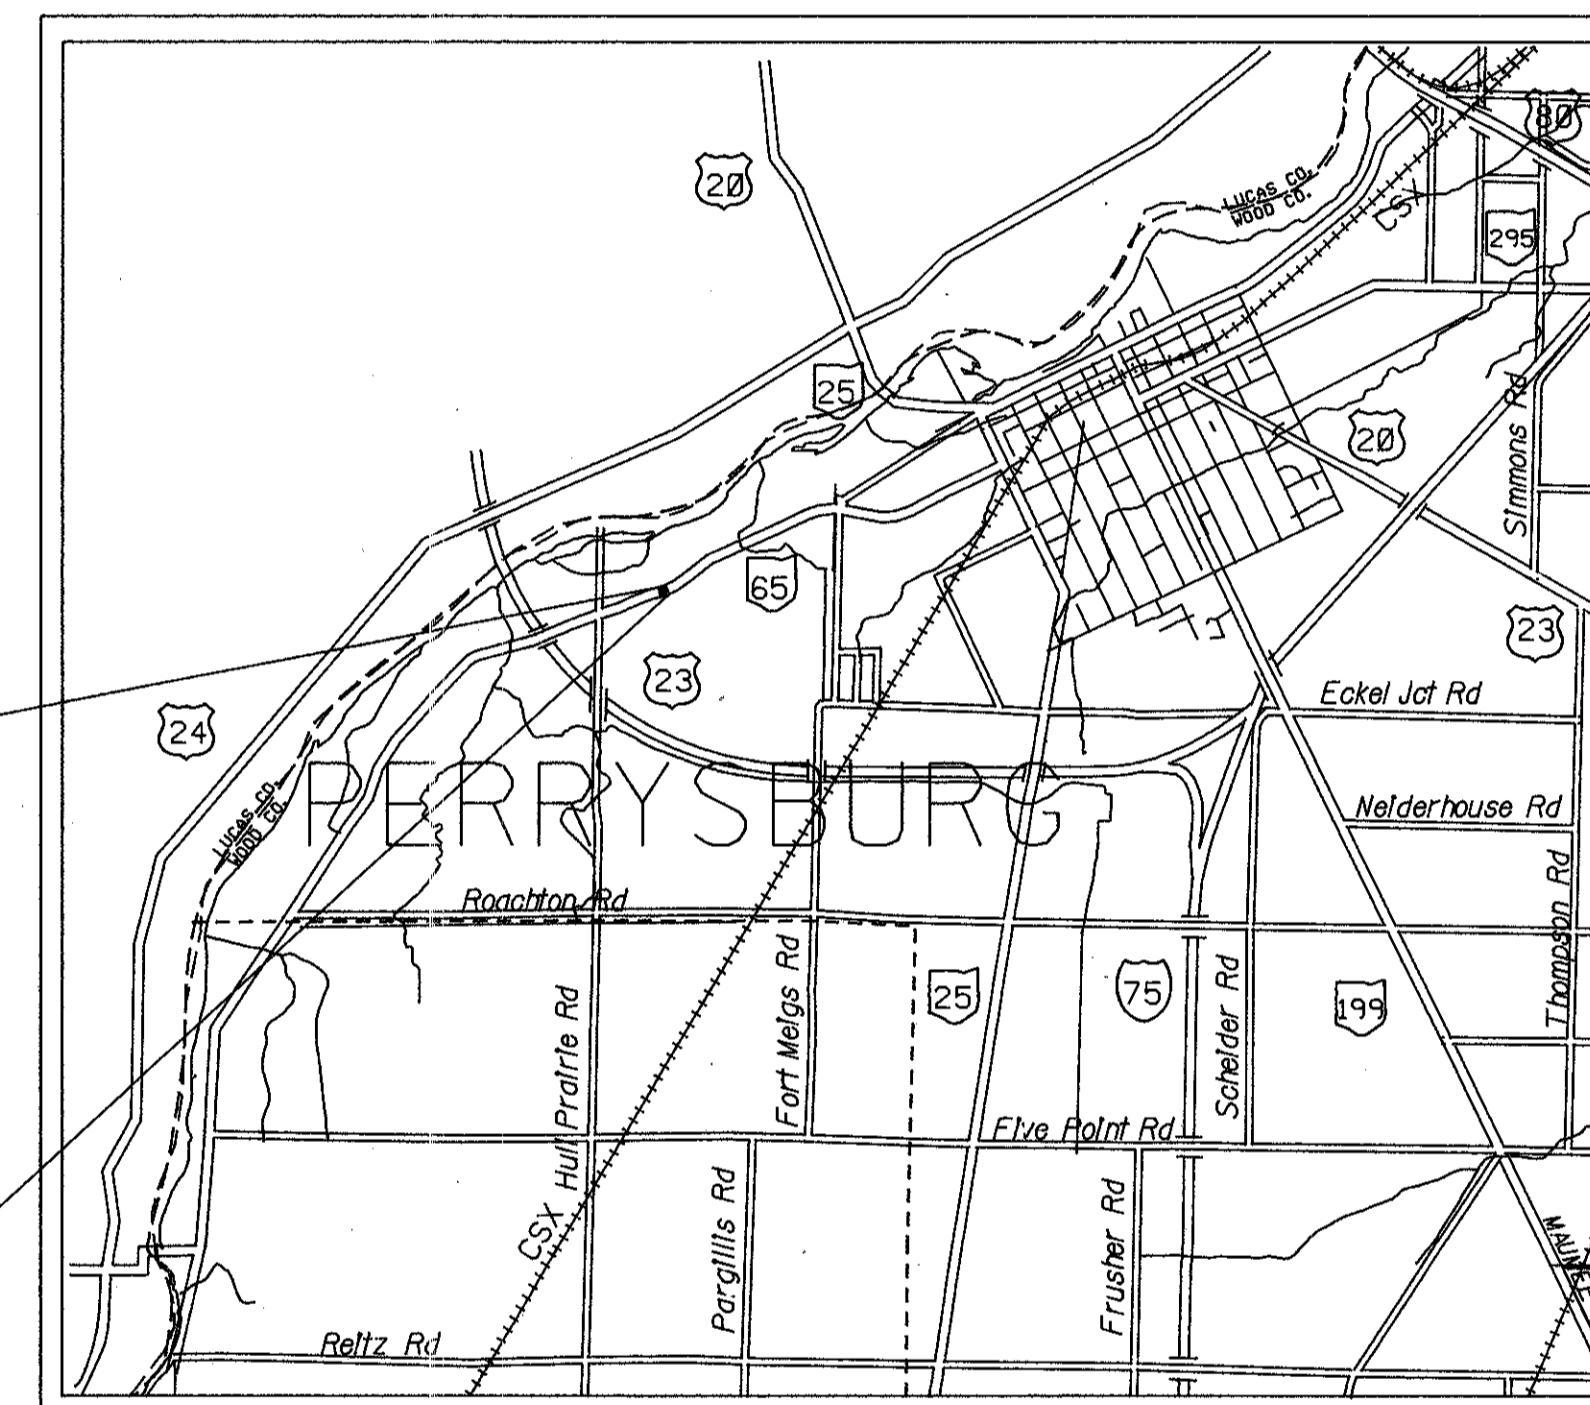 80
20
LUCAS CO.
WOOD CO.
CSX
295
25
20
Simmons Rd
65
23
23
24
Eckel Jct Rd
PERRYSBURG
LUCAS CO.
WOOD CO.
Neiderhouse Rd
Thompson Rd
Roachton Rd
25
75
199
Hull Prairie Rd
Fort Meigs Rd
Scheider Rd
Five Point Rd
CSX
Pargillis Rd
Frusher Rd
MAUMEE
Reitz Rd